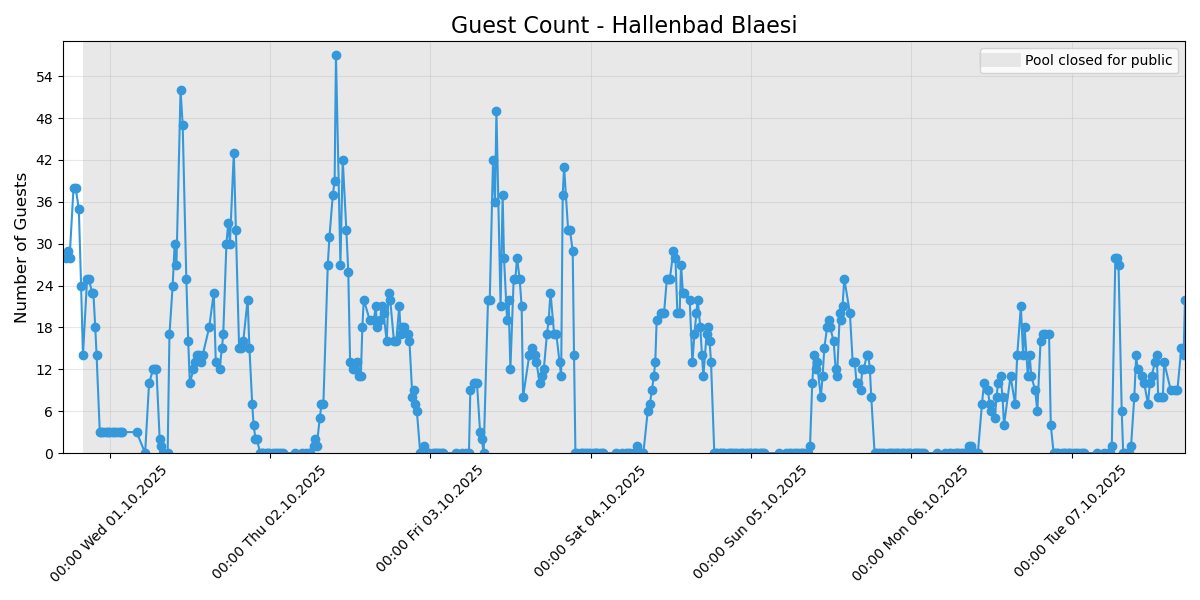 Guest Count - Hallenbad Blaesi
Pool closed for public
Number of Guests
54
48
42
36
30
24
18
12
6
0
00:00 Wed 01.10.2025
00:00 Thu 02.10.2025
00:00 Fri 03.10.2025
00:00 Sat 04.10.2025
00:00 Sun 05.10.2025
00:00 Mon 06.10.2025
00:00 Tue 07.10.2025